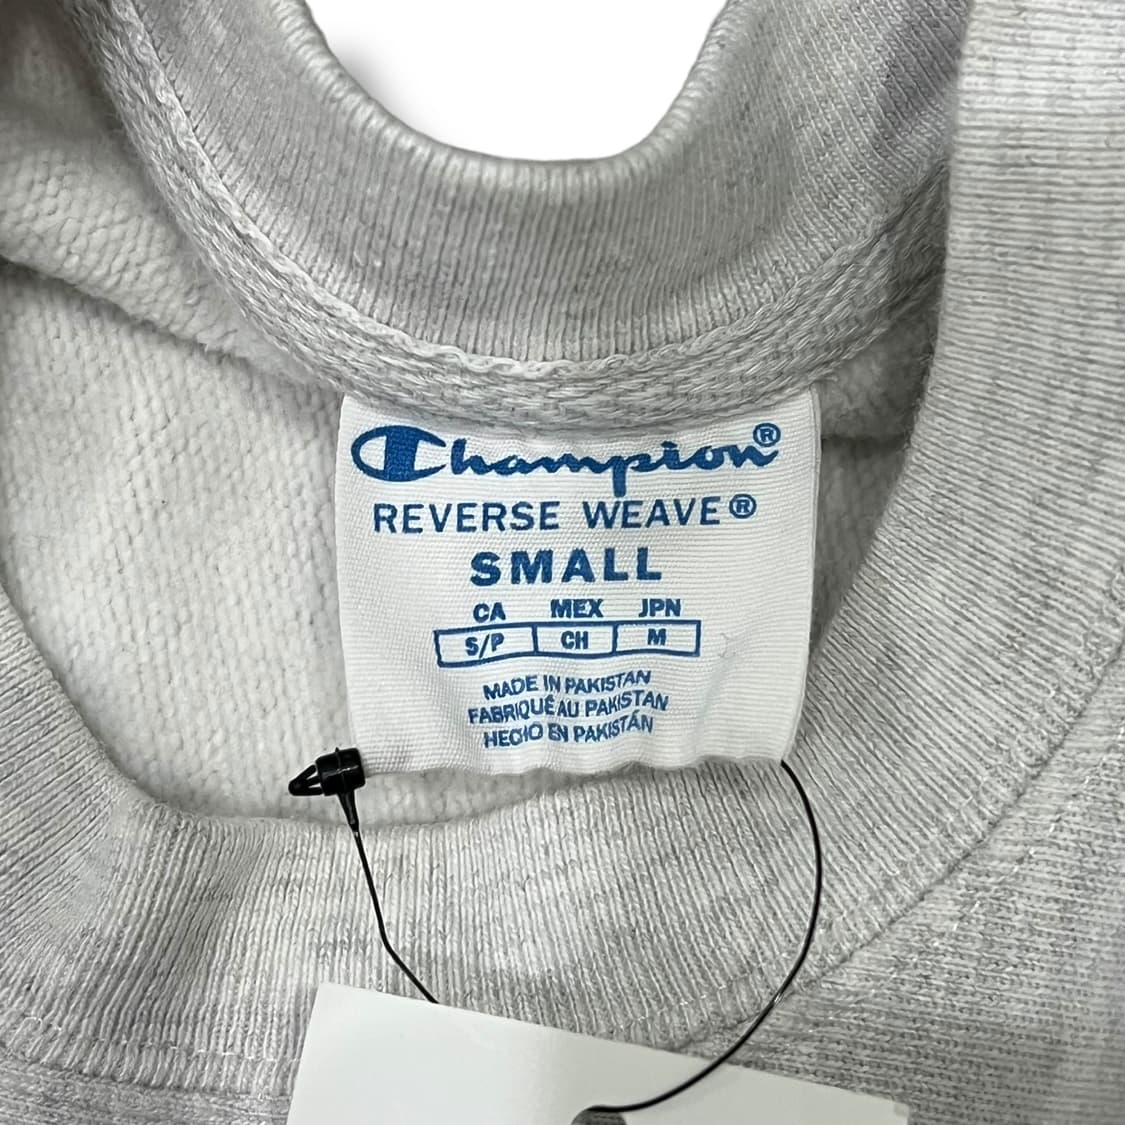 Champion®
REVERSE WEAVE®
SMALL
CA MEX JPN
S/P CH M
MADE IN PAKISTAN
FABRIQUÉ AU PAKISTAN
HECHO EN PAKISTÁN